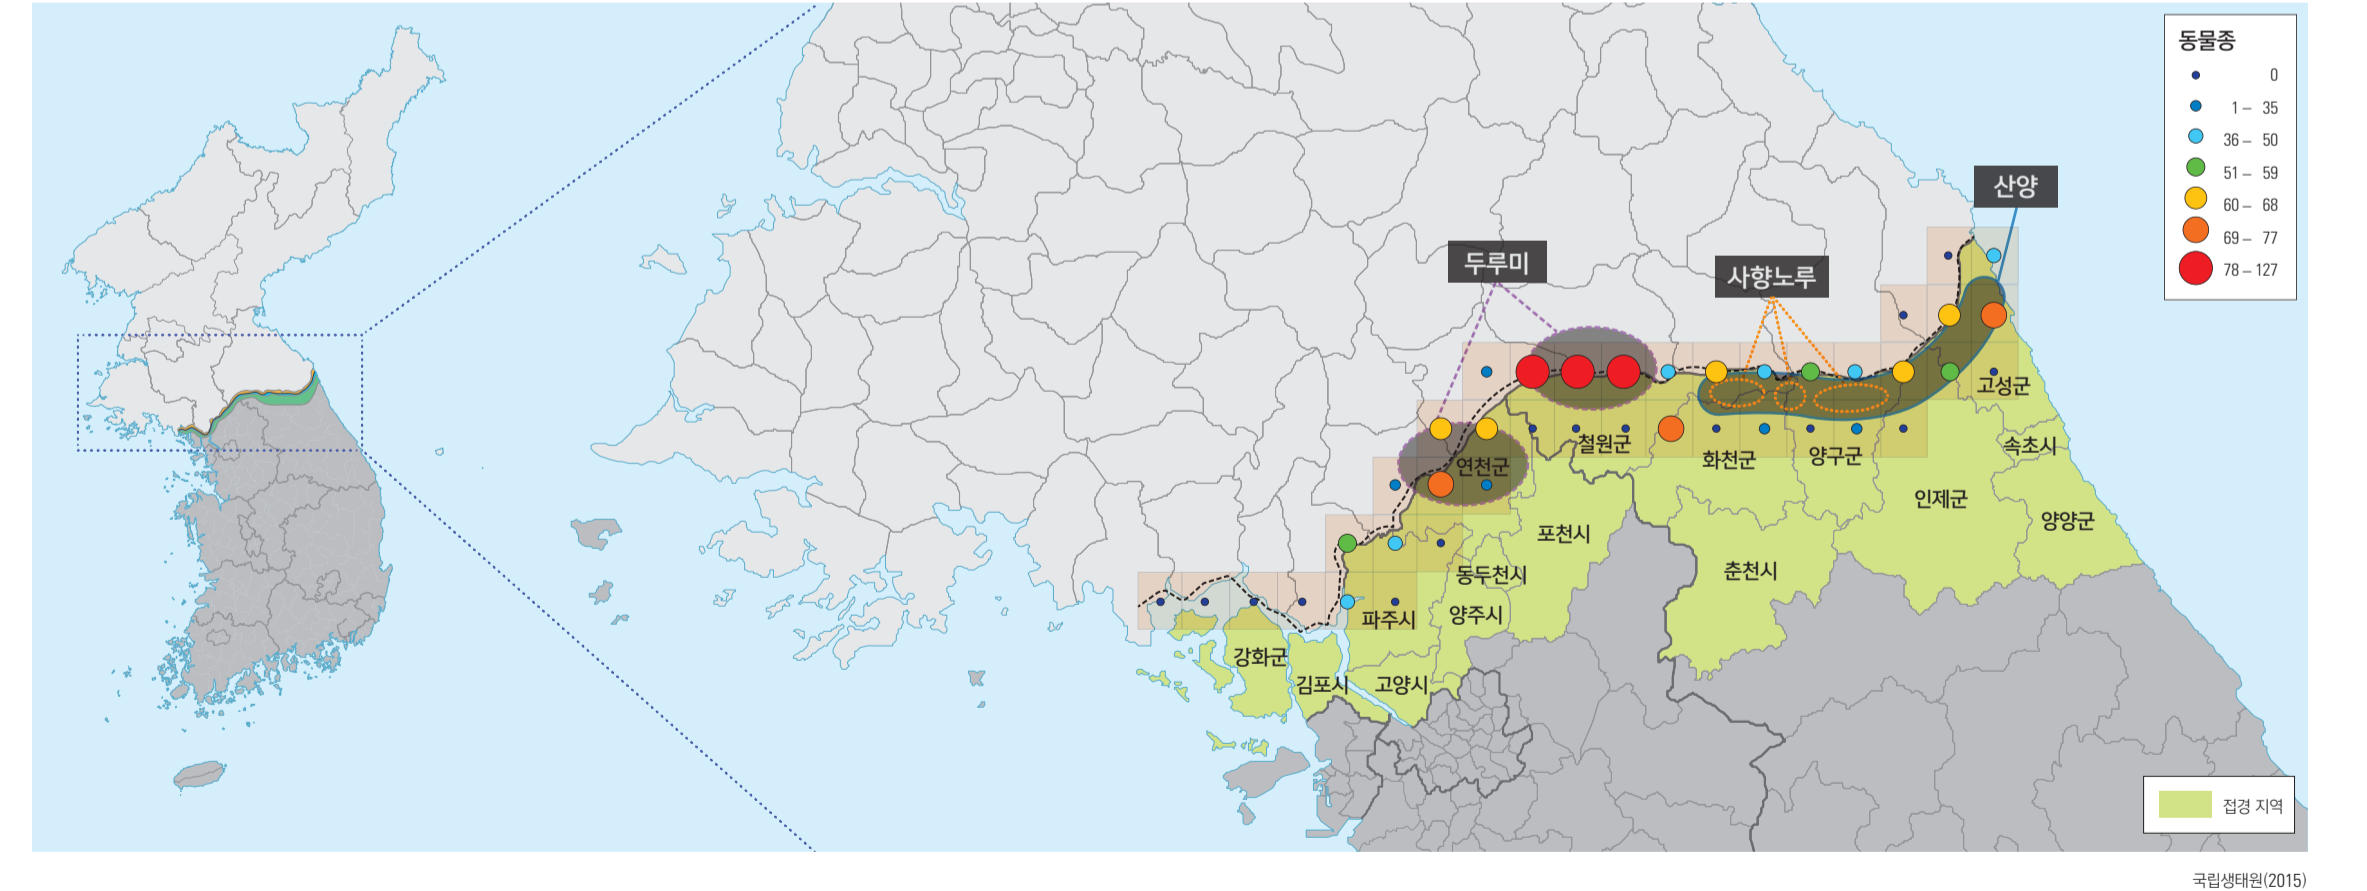 동물종
0
1 – 35
36 – 50
51 – 59
60 – 68
69 – 77
78 – 127
산양
두루미
사향노루
고성군
속초시
연천군
철원군
화천군
양구군
인제군
양양군
포천시
동두천시
춘천시
파주시
양주시
강화군
김포시
고양시
접경 지역
국립생태원(2015)